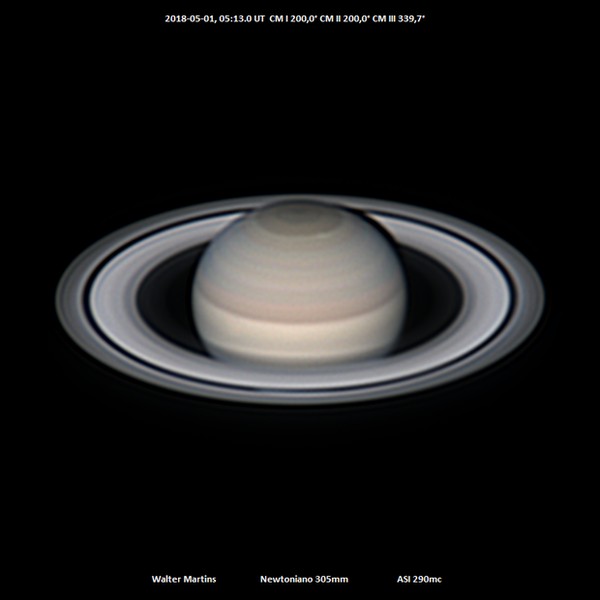 2018-05-01, 05:13.0 UT CM I 200,0° CM II 200,0° CM III 339,7°
Walter Martins Newtoniano 305mm ASI 290mc